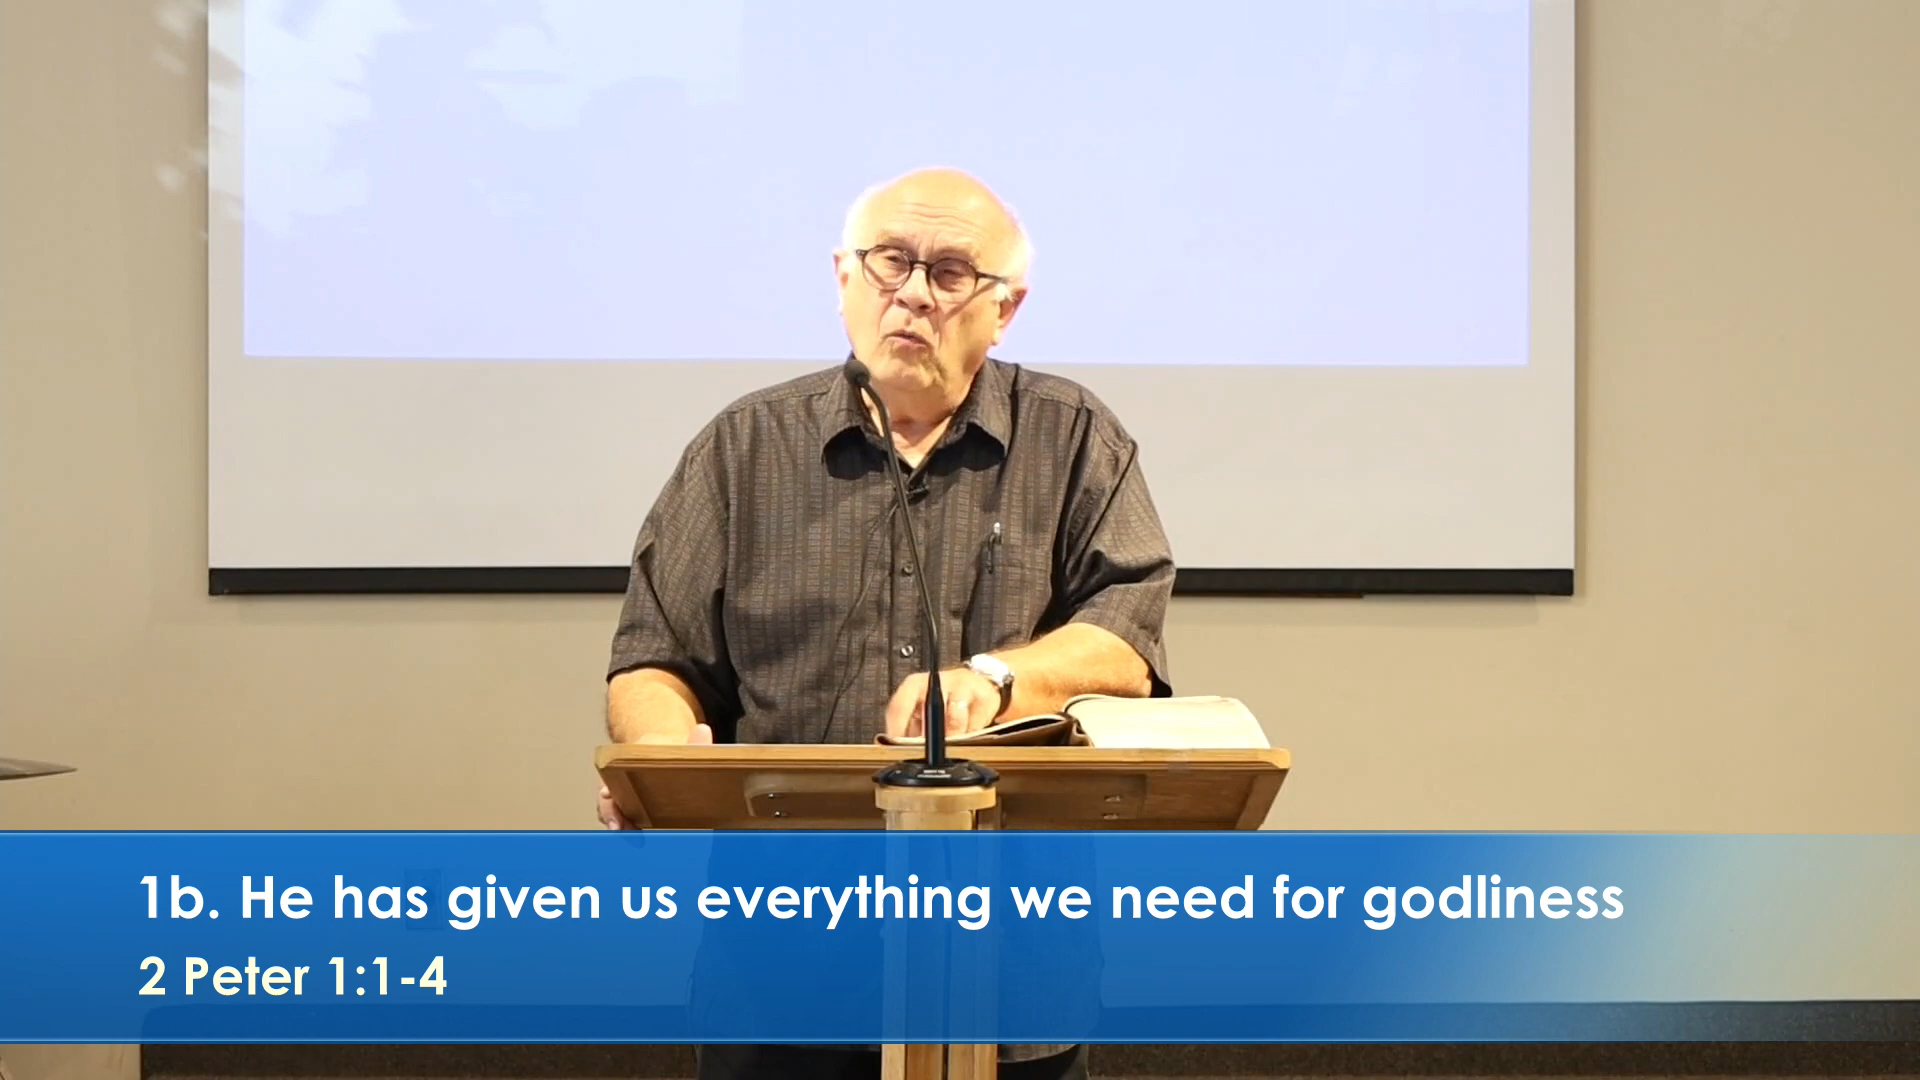 1b. He has given us everything we need for godliness
2 Peter 1:1-4